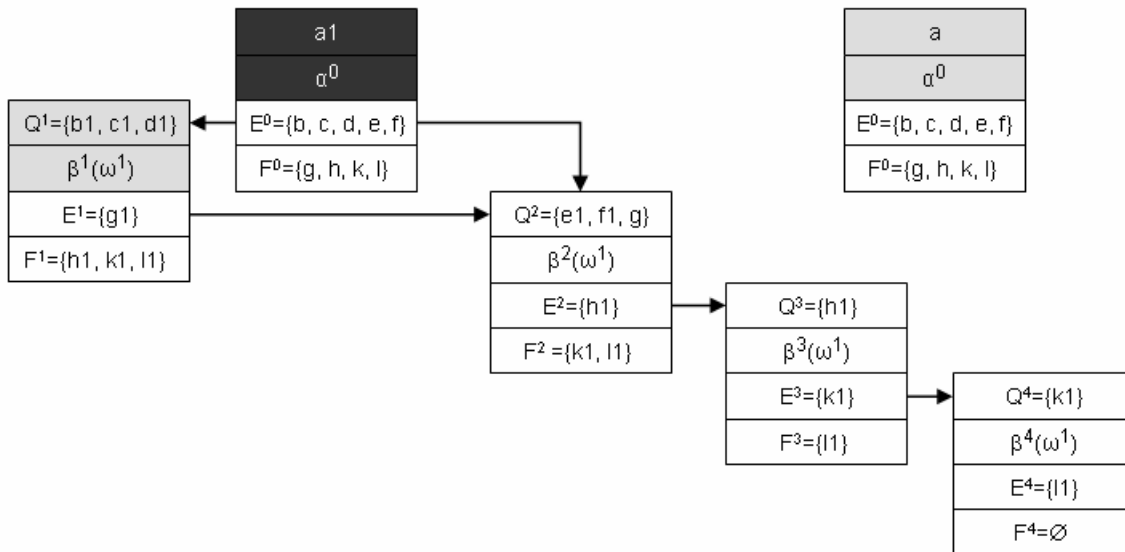 a1
α⁰
E⁰={b, c, d, e, f}
F⁰={g, h, k, l}
a
α⁰
E⁰={b, c, d, e, f}
F⁰={g, h, k, l}
Q¹={b1, c1, d1}
β¹(ω¹)
E¹={g1}
F¹={h1, k1, l1}
Q²={e1, f1, g}
β²(ω¹)
E²={h1}
F² ={k1, l1}
Q³={h1}
β³(ω¹)
E³={k1}
F³={l1}
Q⁴={k1}
β⁴(ω¹)
E⁴={l1}
F⁴=∅